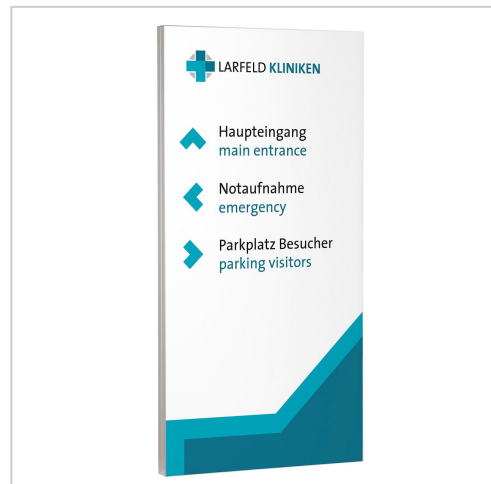 LARFELD KLINIKEN
Haupteingang
main entrance
Notaufnahme
emergency
Parkplatz Besucher
parking visitors